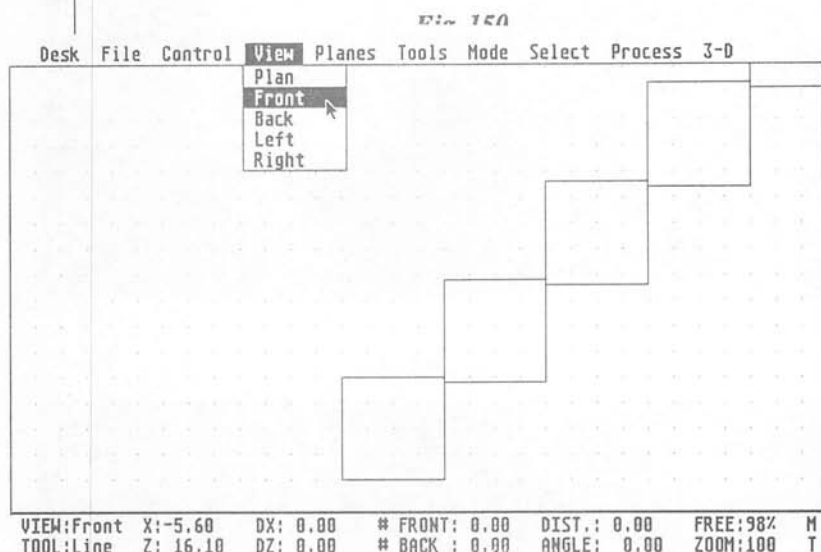 Fig 150
Desk File Control View Planes Tools Mode Select Process 3-D
Plan
Front
Back
Left
Right
VIEW:Front X:-5.60 DX: 0.00 # FRONT: 0.00 DIST.: 0.00 FREE:98% M
TOOL:Line Z: 16.10 DZ: 0.00 # BACK : 0.00 ANGLE: 0.00 ZOOM:100 T